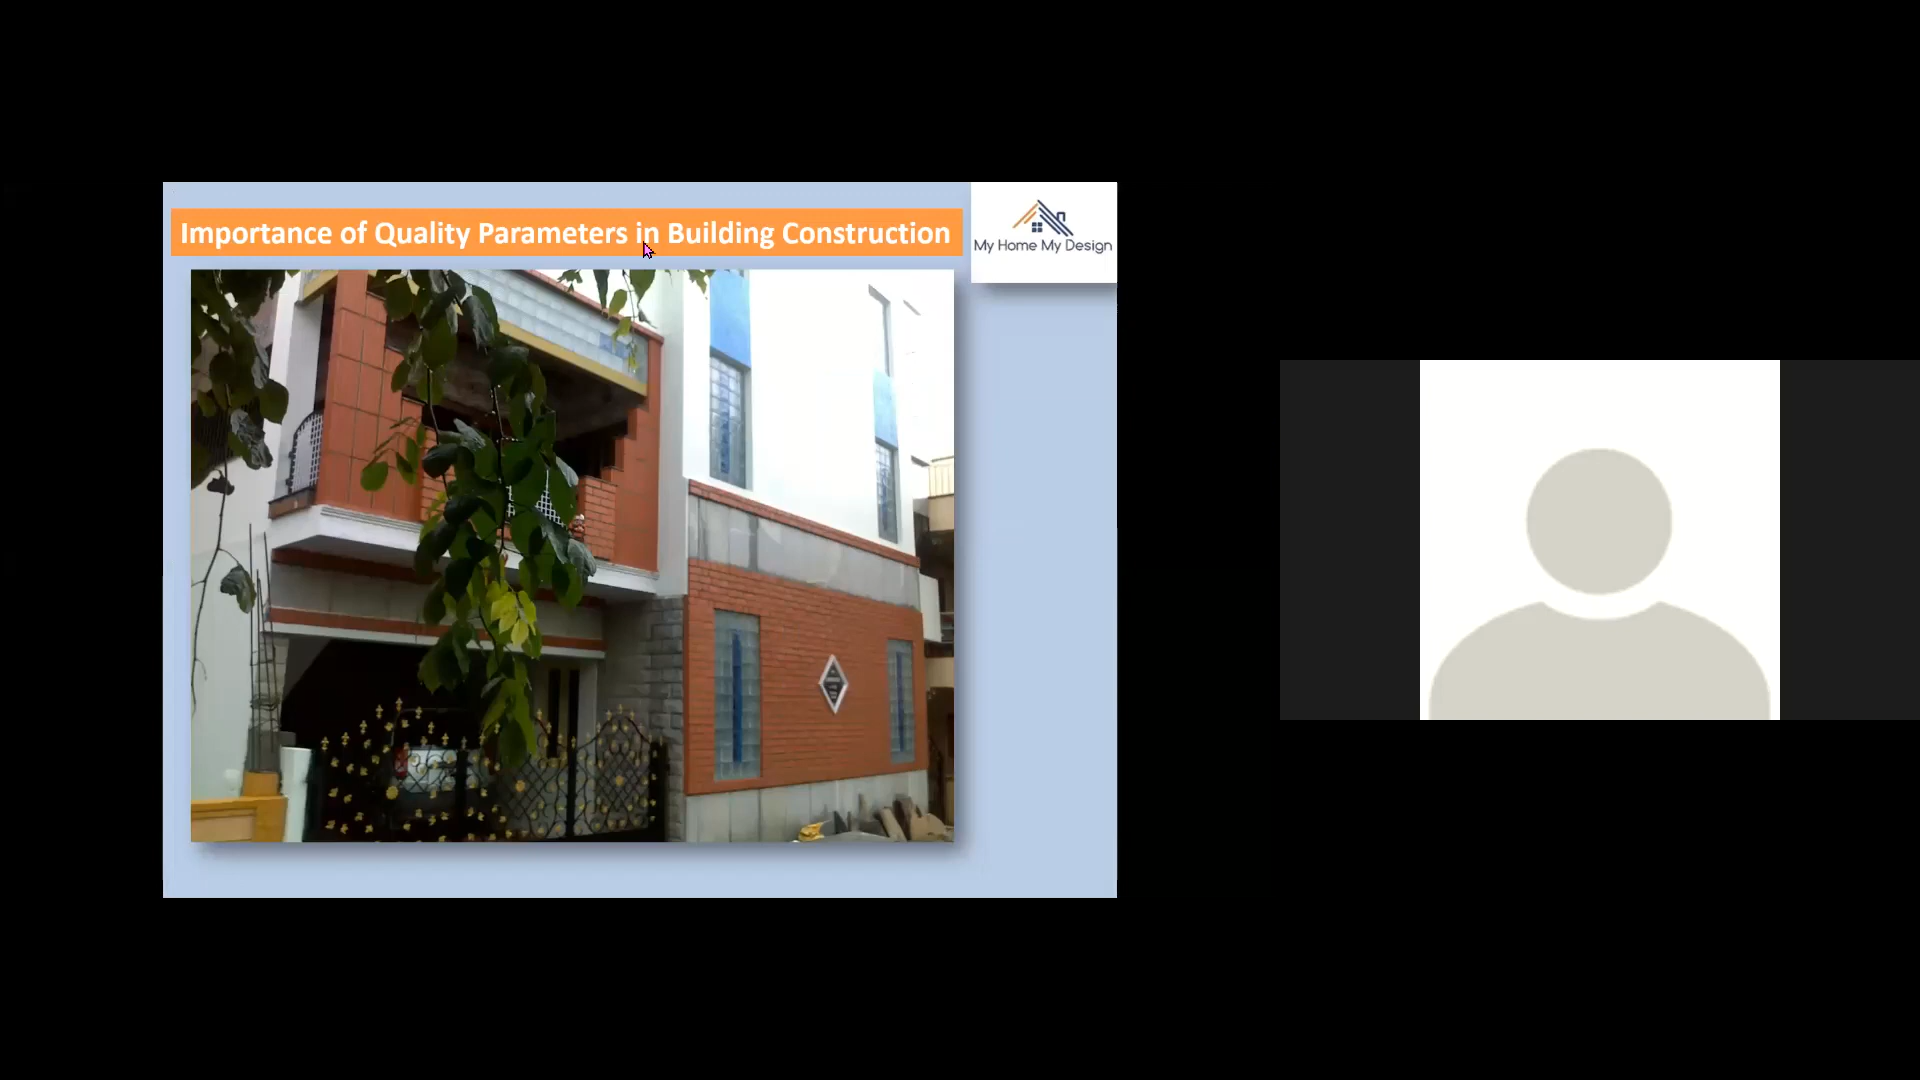 Importance of Quality Parameters in Building Construction
My Home My Design